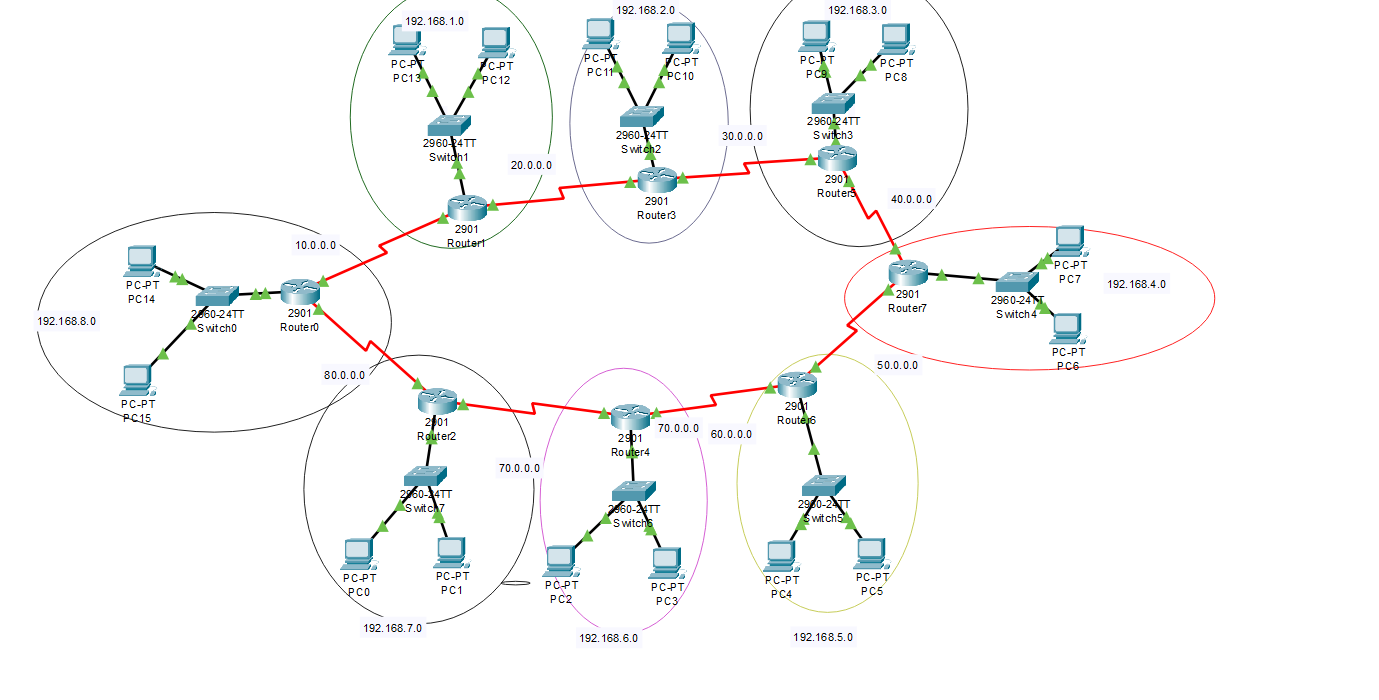 192.168.1.0
PC-PT
PC13
PC-PT
PC12
2960-24TT
Switch1
2901
Router1
192.168.2.0
PC-PT
PC11
PC-PT
PC10
2960-24TT
Switch2
2901
Router3
192.168.3.0
PC-PT
PC9
PC-PT
PC8
2960-24TT
Switch3
2901
Router5
20.0.0.0
30.0.0.0
40.0.0.0
10.0.0.0
192.168.8.0
PC-PT
PC14
2960-24TT
Switch0
2901
Router0
PC-PT
PC15
2901
Router7
2960-24TT
Switch4
PC-PT
PC7
192.168.4.0
PC-PT
PC6
80.0.0.0
50.0.0.0
2901
Router2
70.0.0.0
2960-24TT
Switch7
PC-PT
PC0
PC-PT
PC1
192.168.7.0
2901
Router4
70.0.0.0
60.0.0.0
2960-24TT
Switch6
PC-PT
PC2
PC-PT
PC3
192.168.6.0
2901
Router6
2960-24TT
Switch5
PC-PT
PC4
PC-PT
PC5
192.168.5.0